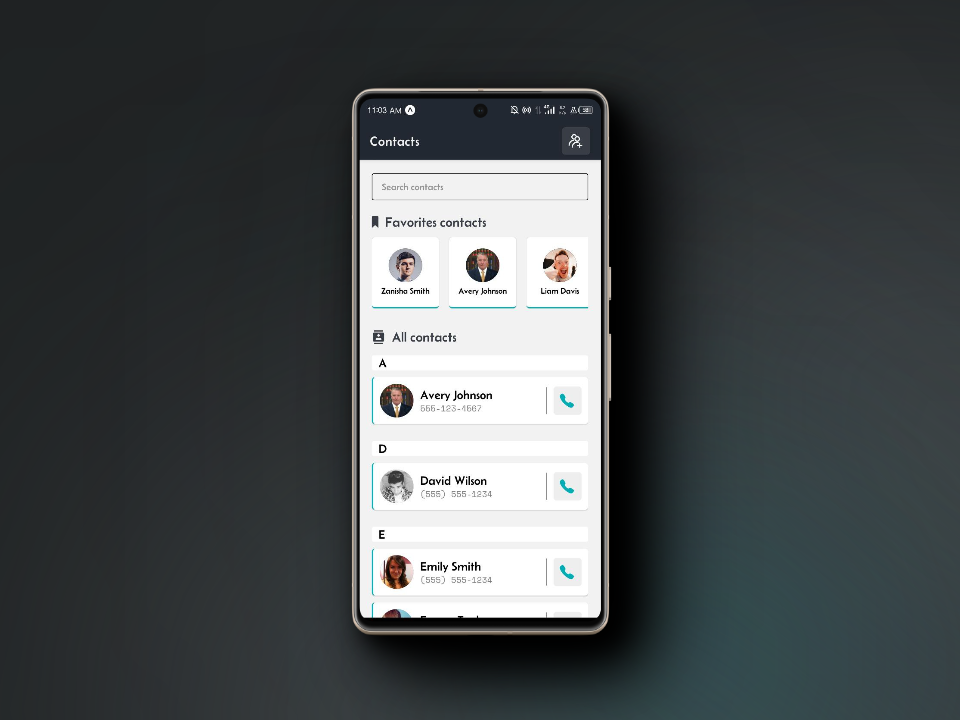 11:03 AM
Contacts
Search contacts
Favorites contacts
Zanisha Smith
Avery Johnson
Liam Davis
All contacts
A
Avery Johnson
555-123-4567
D
David Wilson
(555) 555-1234
E
Emily Smith
(555) 555-1234